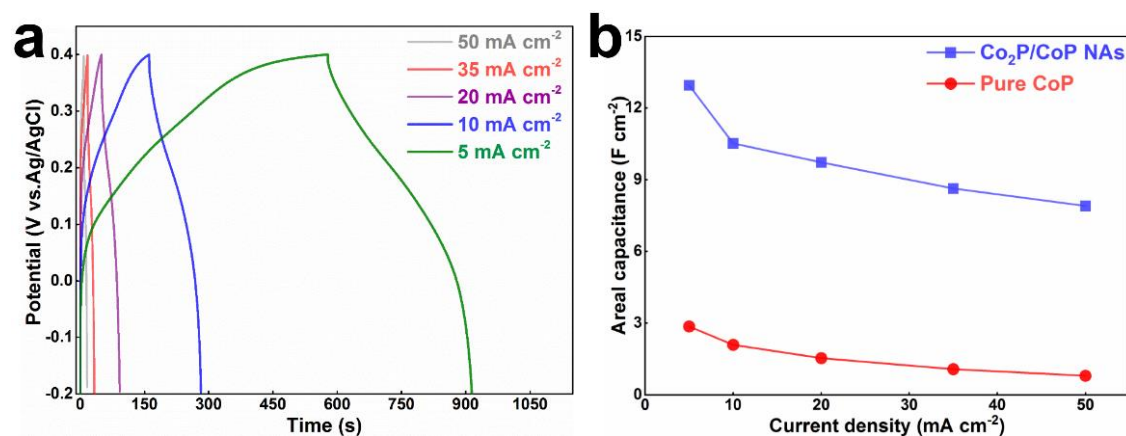 a
50 mA cm⁻²
35 mA cm⁻²
20 mA cm⁻²
10 mA cm⁻²
5 mA cm⁻²
0.4
0.3
0.2
0.1
0.0
-0.1
-0.2
Potential (V vs.Ag/AgCl)
0 150 300 450 600 750 900 1050
Time (s)
b
Co₂P/CoP NAs
Pure CoP
15
12
9
6
3
0
Areal capacitance (F cm⁻²)
0 10 20 30 40 50
Current density (mA cm⁻²)